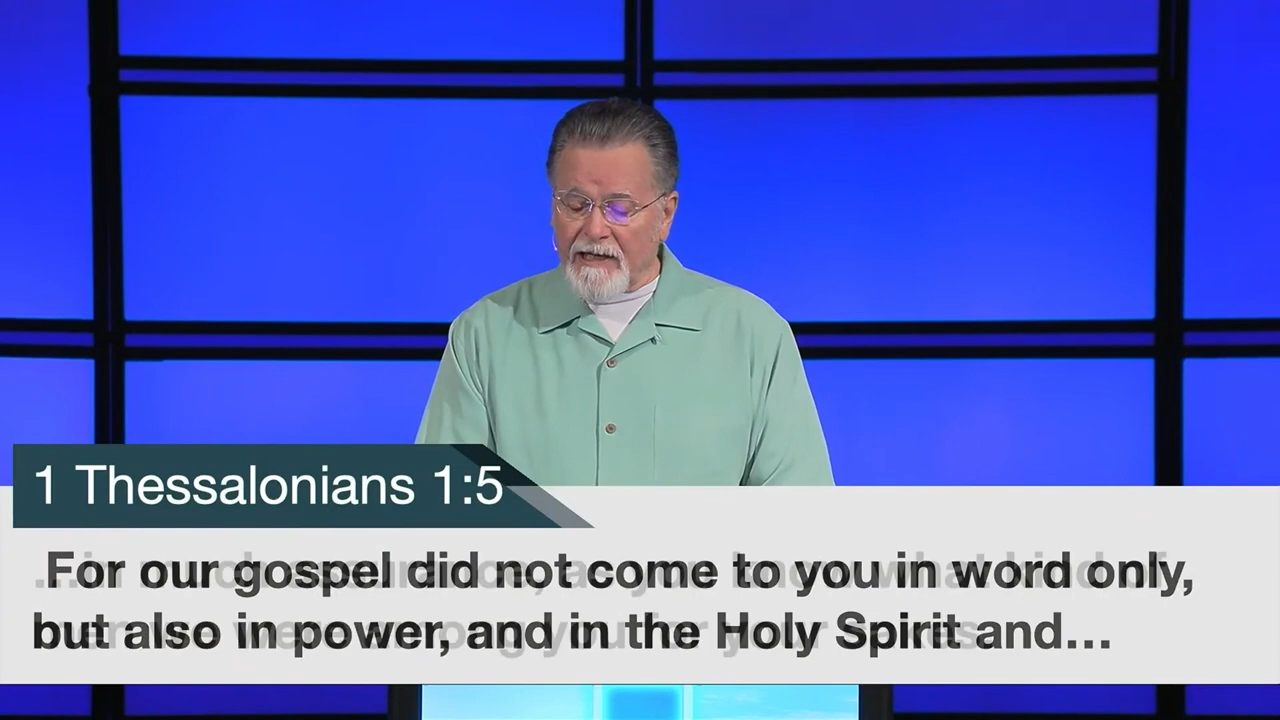 1 Thessalonians 1:5
For our gospel did not come to you in word only,
but also in power, and in the Holy Spirit and...